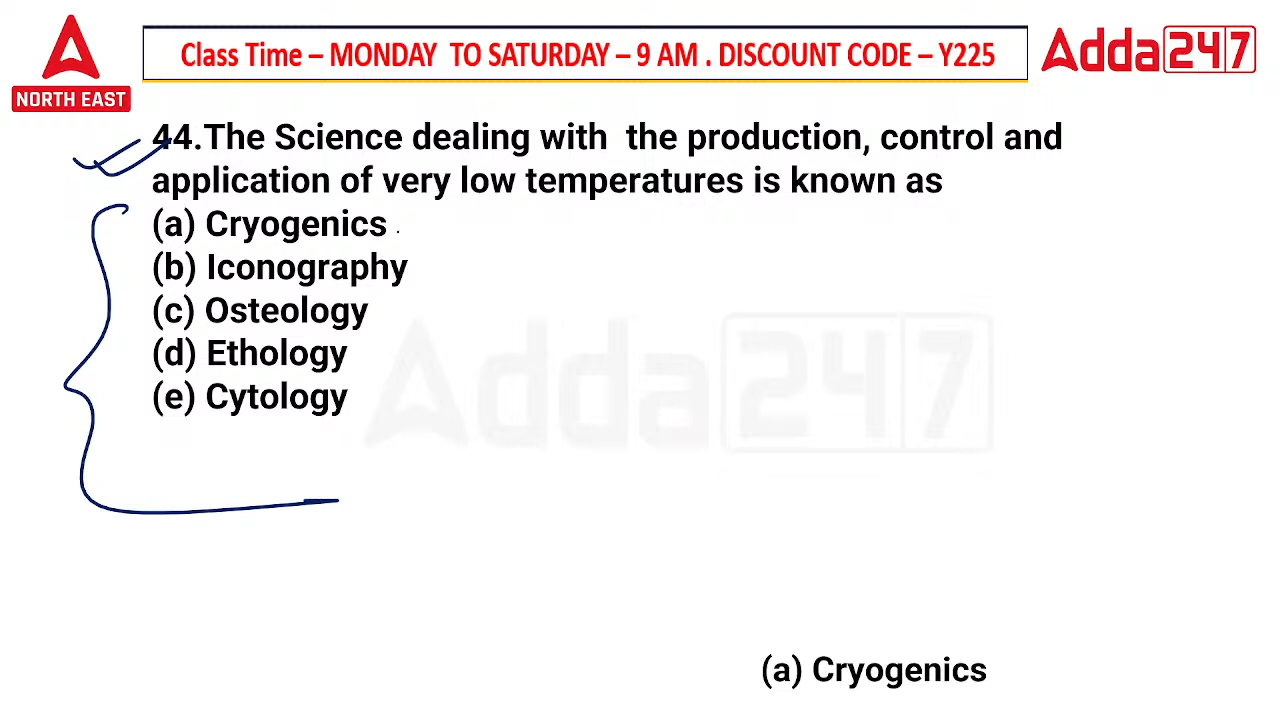 Class Time – MONDAY TO SATURDAY – 9 AM . DISCOUNT CODE – Y225
Adda247
NORTH EAST
44.The Science dealing with the production, control and
application of very low temperatures is known as
(a) Cryogenics
(b) Iconography
(c) Osteology
(d) Ethology
(e) Cytology
Adda247
(a) Cryogenics